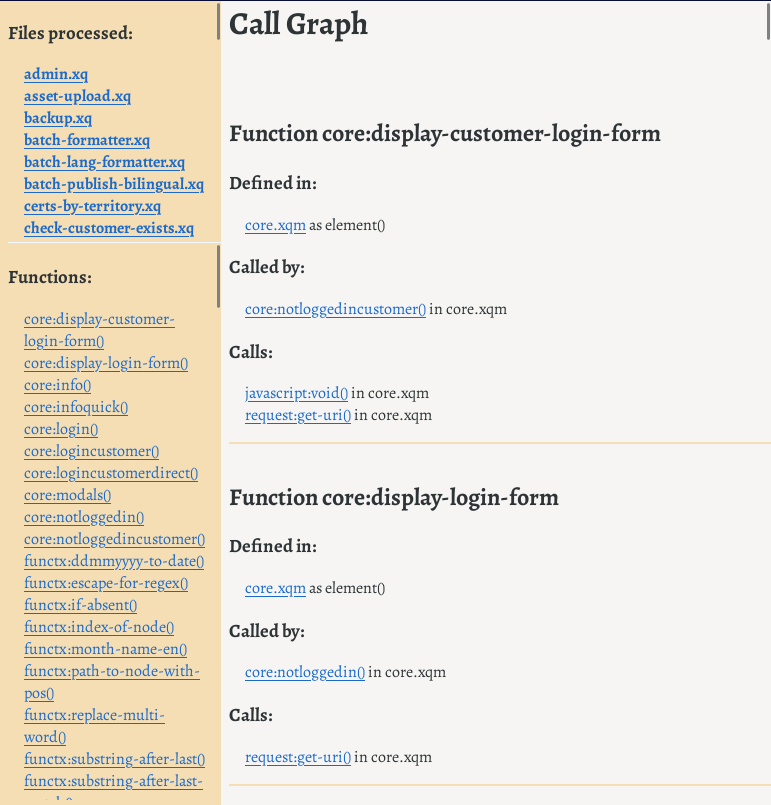 Files processed:
admin.xq
asset-upload.xq
backup.xq
batch-formatter.xq
batch-lang-formatter.xq
batch-publish-bilingual.xq
certs-by-territory.xq
check-customer-exists.xq
Functions:
core:display-customer-
login-form()
core:display-login-form()
core:info()
core:infoquick()
core:login()
core:logincustomer()
core:logincustomerdirect()
core:modals()
core:notloggedin()
core:notloggedincustomer()
functx:ddmmyyyy-to-date()
functx:escape-for-regex()
functx:if-absent()
functx:index-of-node()
functx:month-name-en()
functx:path-to-node-with-
pos()
functx:replace-multi-
word()
functx:substring-after-last()
functx:substring-after-last-
Call Graph
Function core:display-customer-login-form
Defined in:
core.xqm as element()
Called by:
core:notloggedincustomer() in core.xqm
Calls:
javascript:void() in core.xqm
request:get-uri() in core.xqm
Function core:display-login-form
Defined in:
core.xqm as element()
Called by:
core:notloggedin() in core.xqm
Calls:
request:get-uri() in core.xqm